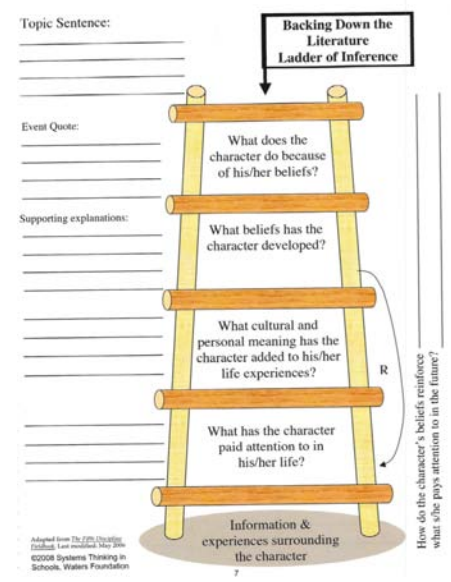 Topic Sentence:
Backing Down the
Literature
Ladder of Inference
Event Quote:
Supporting explanations:
What does the
character do because
of his/her beliefs?
What beliefs has the
character developed?
What cultural and
personal meaning has the
character added to his/her
life experiences?
R
What has the character
paid attention to in
his/her life?
How do the character's beliefs reinforce
what s/he pays attention to in the future?
Information &
experiences surrounding
the character
Adapted from The Fifth Discipline
Fieldbook. Last modified: May 2006
©2008 Systems Thinking in
Schools, Waters Foundation
7